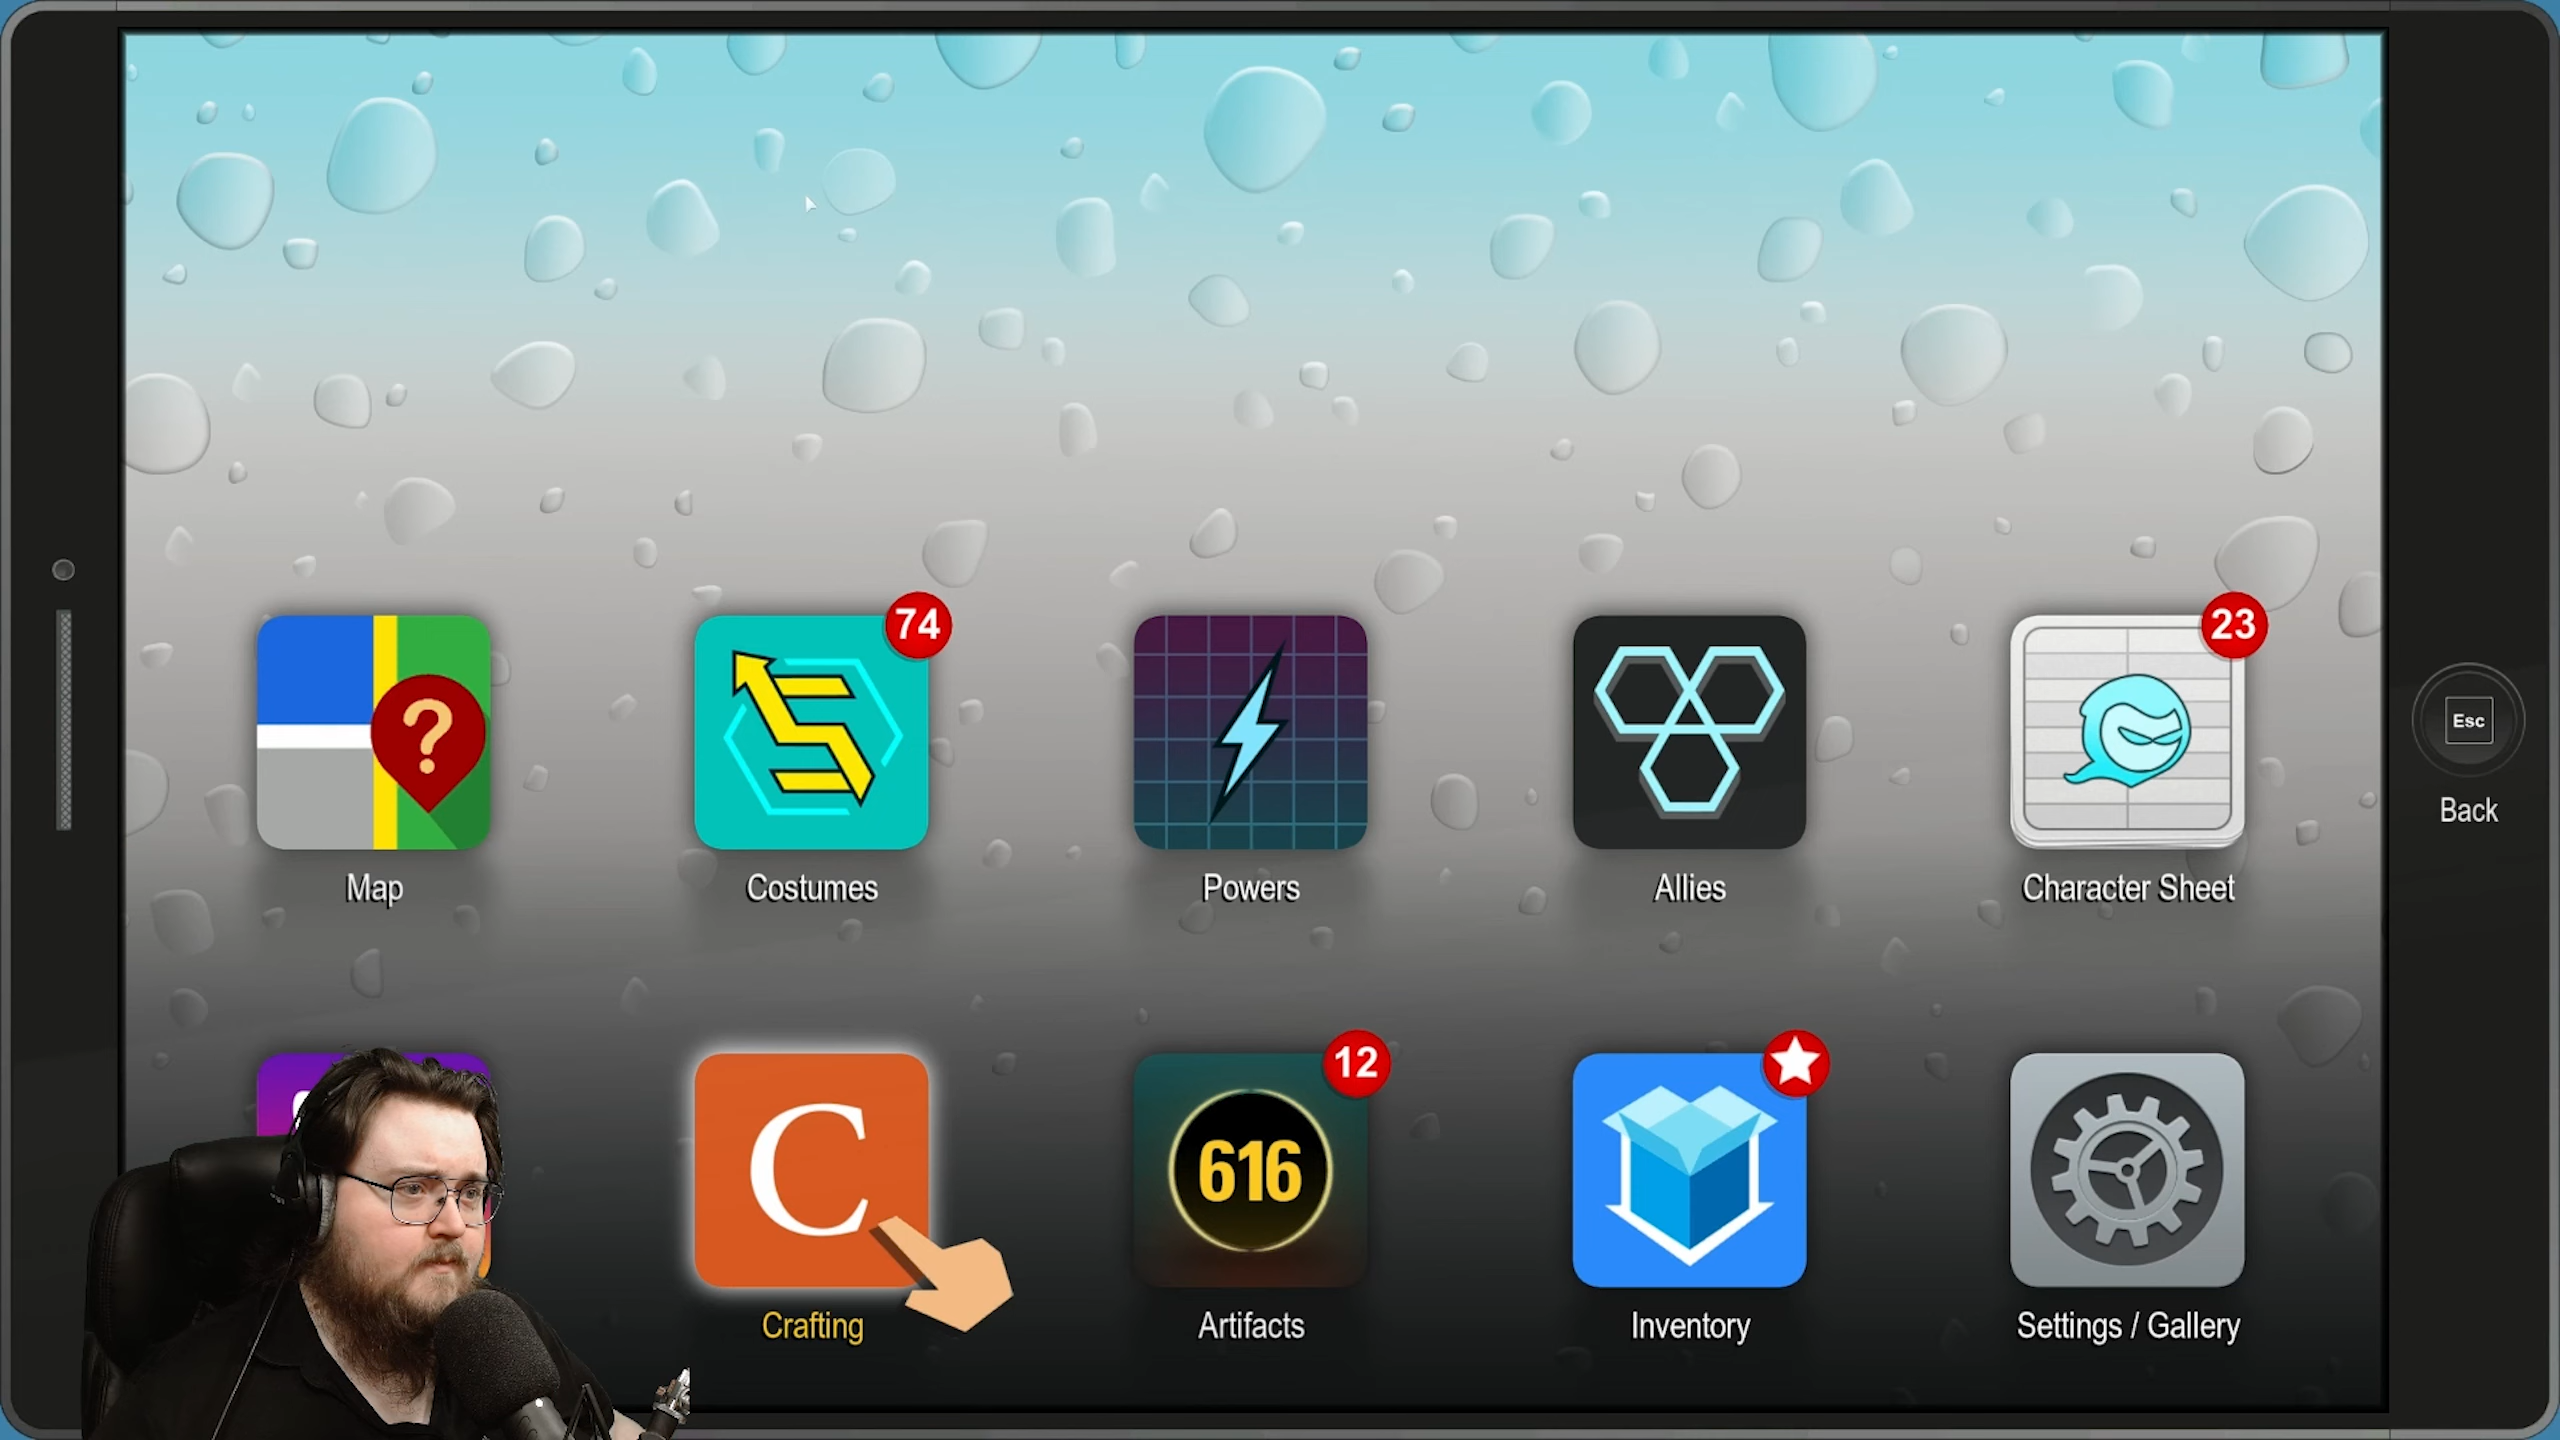 74
23
?
Esc
Map
Costumes
Powers
Allies
Character Sheet
Back
12
C
616
Crafting
Artifacts
Inventory
Settings / Gallery